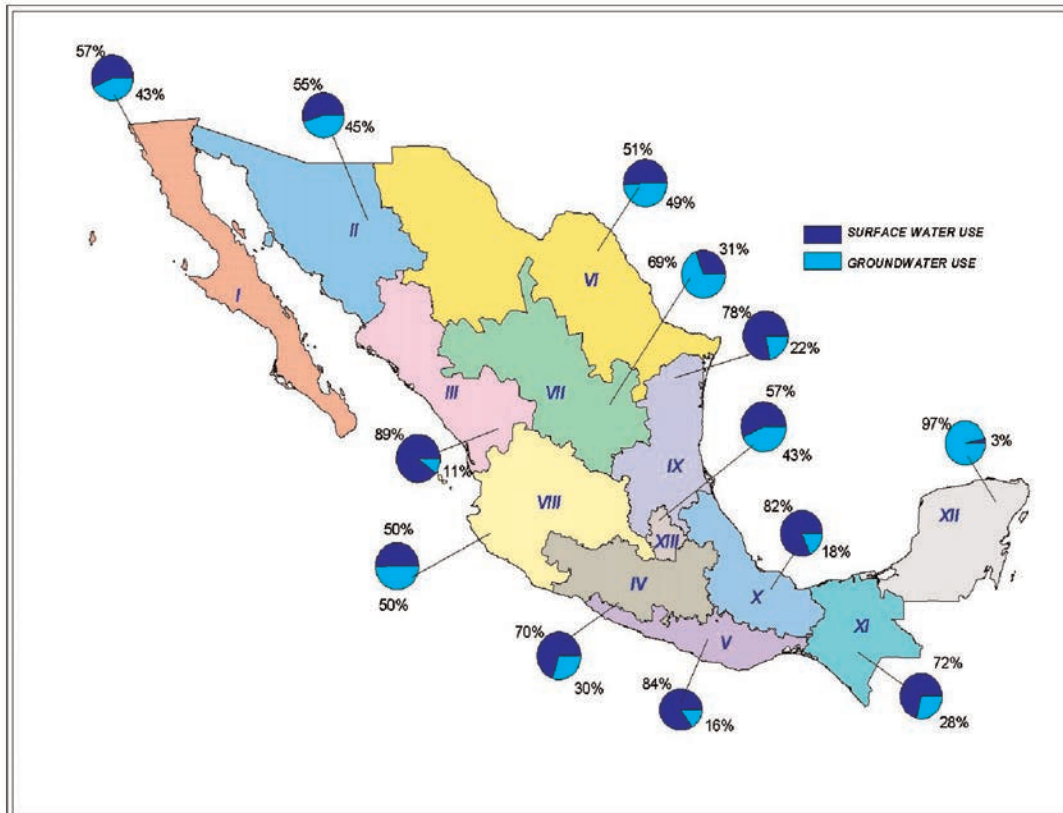 57%
43%
55%
45%
51%
49%
SURFACE WATER USE
GROUNDWATER USE
69%
31%
II
VI
I
78%
22%
III
VII
57%
43%
89%
11%
97%
3%
IX
VIII
XII
82%
18%
50%
50%
XIII
IV
X
XI
70%
30%
V
84%
16%
72%
28%